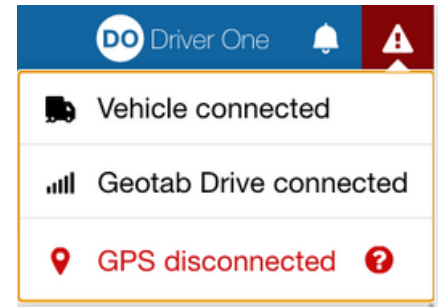 DO Driver One
Vehicle connected
Geotab Drive connected
GPS disconnected ?